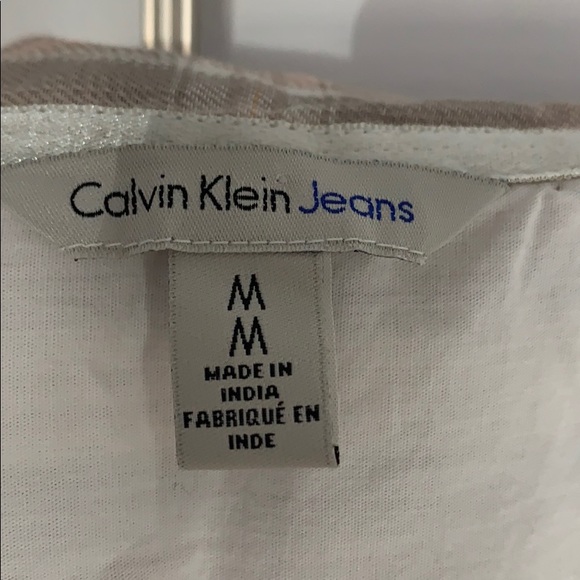 Calvin Klein Jeans
M
M
MADE IN
INDIA
FABRIQUÉ EN
INDE